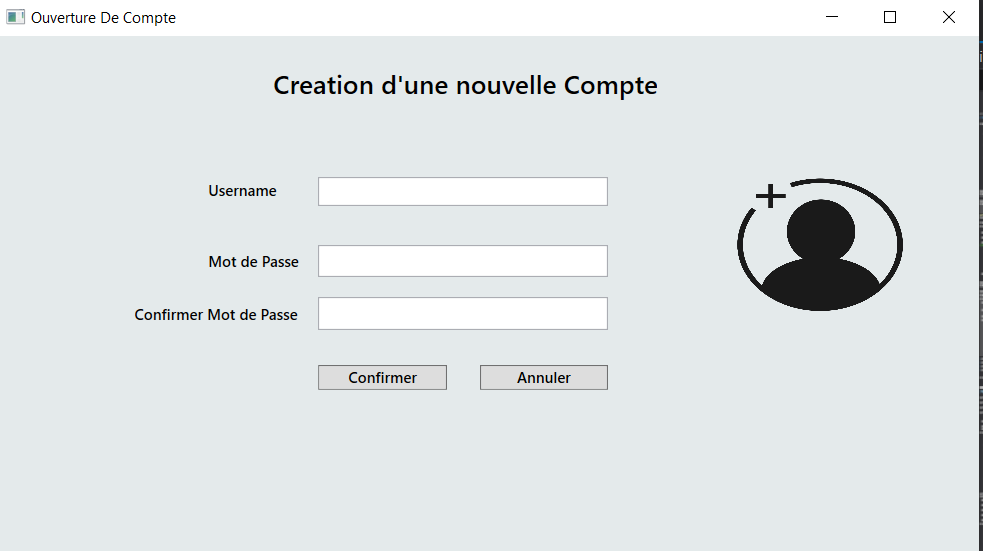 Ouverture De Compte
Creation d'une nouvelle Compte
Username
Mot de Passe
Confirmer Mot de Passe
Confirmer
Annuler